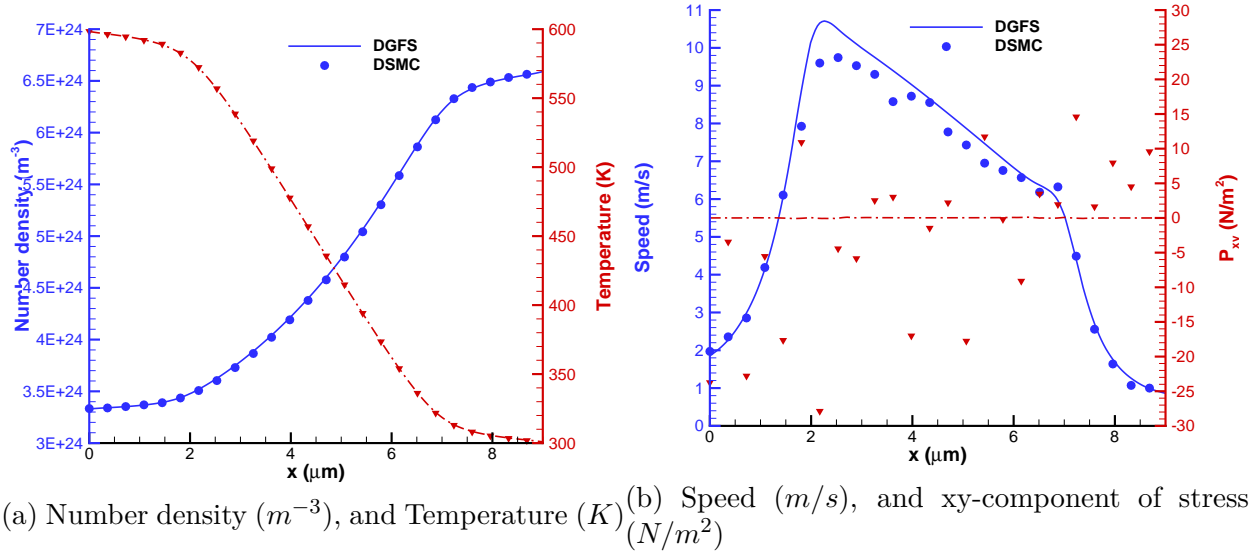 7E+24
6.5E+24
6E+24
5.5E+24
5E+24
4.5E+24
4E+24
3.5E+24
3E+24
Number density (m⁻³)
DGFS
DSMC
600
550
500
450
400
350
300
Temperature (K)
0 2 4 6 8
x (μm)
11
10
9
8
7
6
5
4
3
2
1
0
Speed (m/s)
DGFS
DSMC
30
25
20
15
10
5
0
-5
-10
-15
-20
-25
-30
P_xy (N/m²)
0 2 4 6 8
x (μm)
(a) Number density (m⁻³), and Temperature (K)
(b) Speed (m/s), and xy-component of stress
(N/m²)